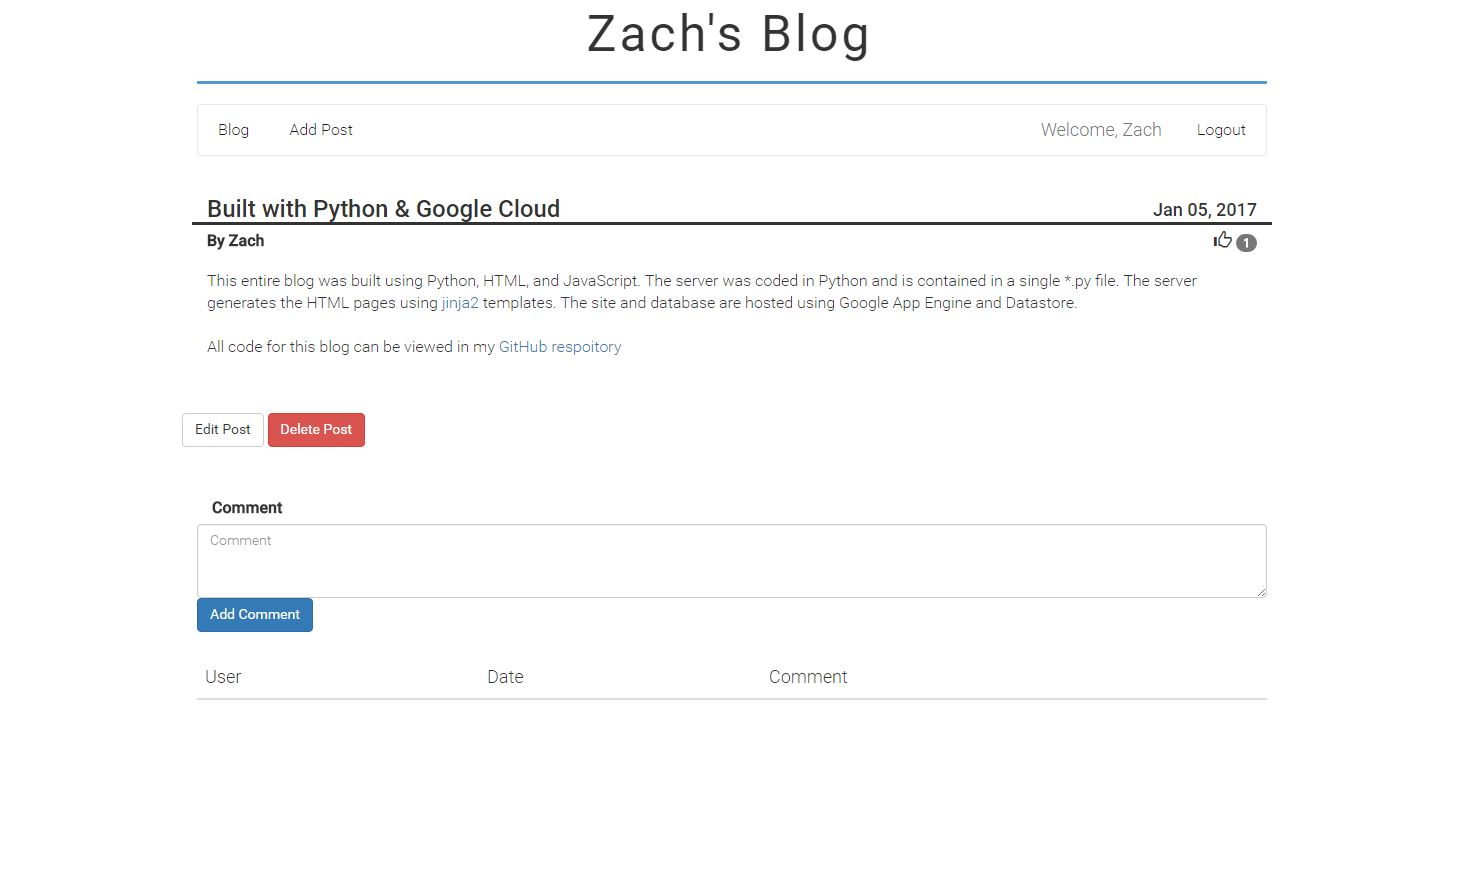 Zach's Blog
Blog Add Post Welcome, Zach Logout
Built with Python & Google Cloud Jan 05, 2017
By Zach 1
This entire blog was built using Python, HTML, and JavaScript. The server was coded in Python and is contained in a single *.py file. The server
generates the HTML pages using jinja2 templates. The site and database are hosted using Google App Engine and Datastore.
All code for this blog can be viewed in my GitHub respoitory
Edit Post Delete Post
Comment
Comment
Add Comment
User Date Comment